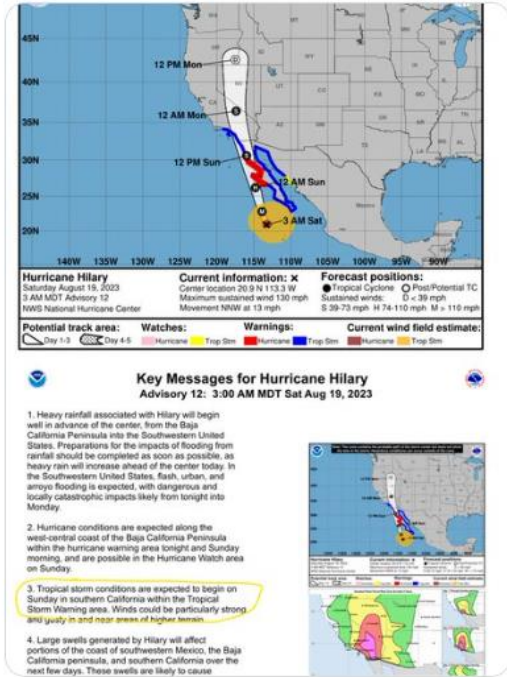 45N
40N
35N
30N
25N
20N
12 PM Mon
12 AM Mon
12 PM Sun
12 AM Sun
3 AM Sat
140W 135W 130W 125W 120W 115W 110W 105W 100W 95W 90W
Hurricane Hilary
Saturday August 19, 2023
3 AM MDT Advisory 12
NWS National Hurricane Center
Current information: x
Center location 20.9 N 113.3 W
Maximum sustained wind 130 mph
Movement NNW at 13 mph
Forecast positions:
Tropical Cyclone Post/Potential TC
Sustained winds: D < 39 mph
S 39-73 mph H 74-110 mph M > 110 mph
Potential track area:
Day 1-3 Day 4-5
Watches:
Hurricane Trop Stm
Warnings:
Hurricane Trop Stm
Current wind field estimate:
Hurricane Trop Stm
Key Messages for Hurricane Hilary
Advisory 12: 3:00 AM MDT Sat Aug 19, 2023
1. Heavy rainfall associated with Hilary will begin
well in advance of the center, from the Baja
California Peninsula into the Southwestern United
States. Preparations for the impacts of flooding from
rainfall should be completed as soon as possible, as
heavy rain will increase ahead of the center today. In
the Southwestern United States, flash, urban, and
arroyo flooding is expected, with dangerous and
locally catastrophic impacts likely from tonight into
Monday.
2. Hurricane conditions are expected along the
west-central coast of the Baja California Peninsula
within the hurricane warning area tonight and Sunday
morning, and are possible in the Hurricane Watch area
on Sunday.
3. Tropical storm conditions are expected to begin on
Sunday in southern California within the Tropical
Storm Warning area. Winds could be particularly strong
and gusty in and near areas of higher terrain.
4. Large swells generated by Hilary will affect
portions of the coast of southwestern Mexico, the Baja
California peninsula, and southern California over the
next few days. These swells are likely to cause